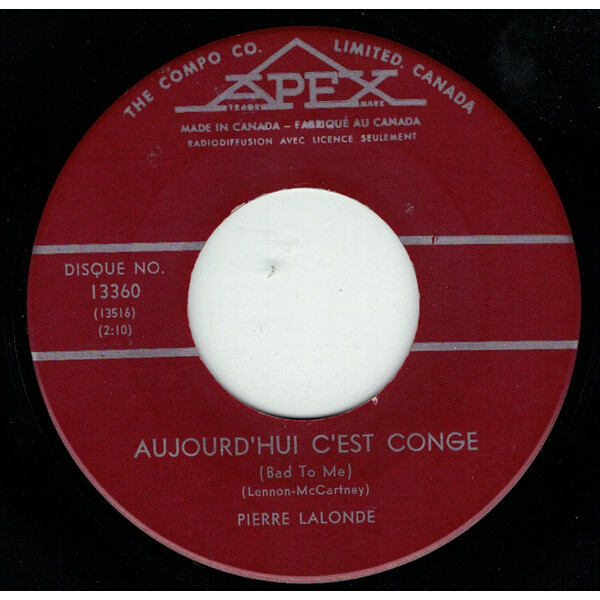 THE COMPO CO. LIMITED. CANADA
APEX
TRADE MARK
MADE IN CANADA – FABRIQUÉ AU CANADA
RADIODIFFUSION AVEC LICENCE SEULEMENT
DISQUE NO.
13360
(13516)
(2:10)
AUJOURD'HUI C'EST CONGE
(Bad To Me)
(Lennon-McCartney)
PIERRE LALONDE